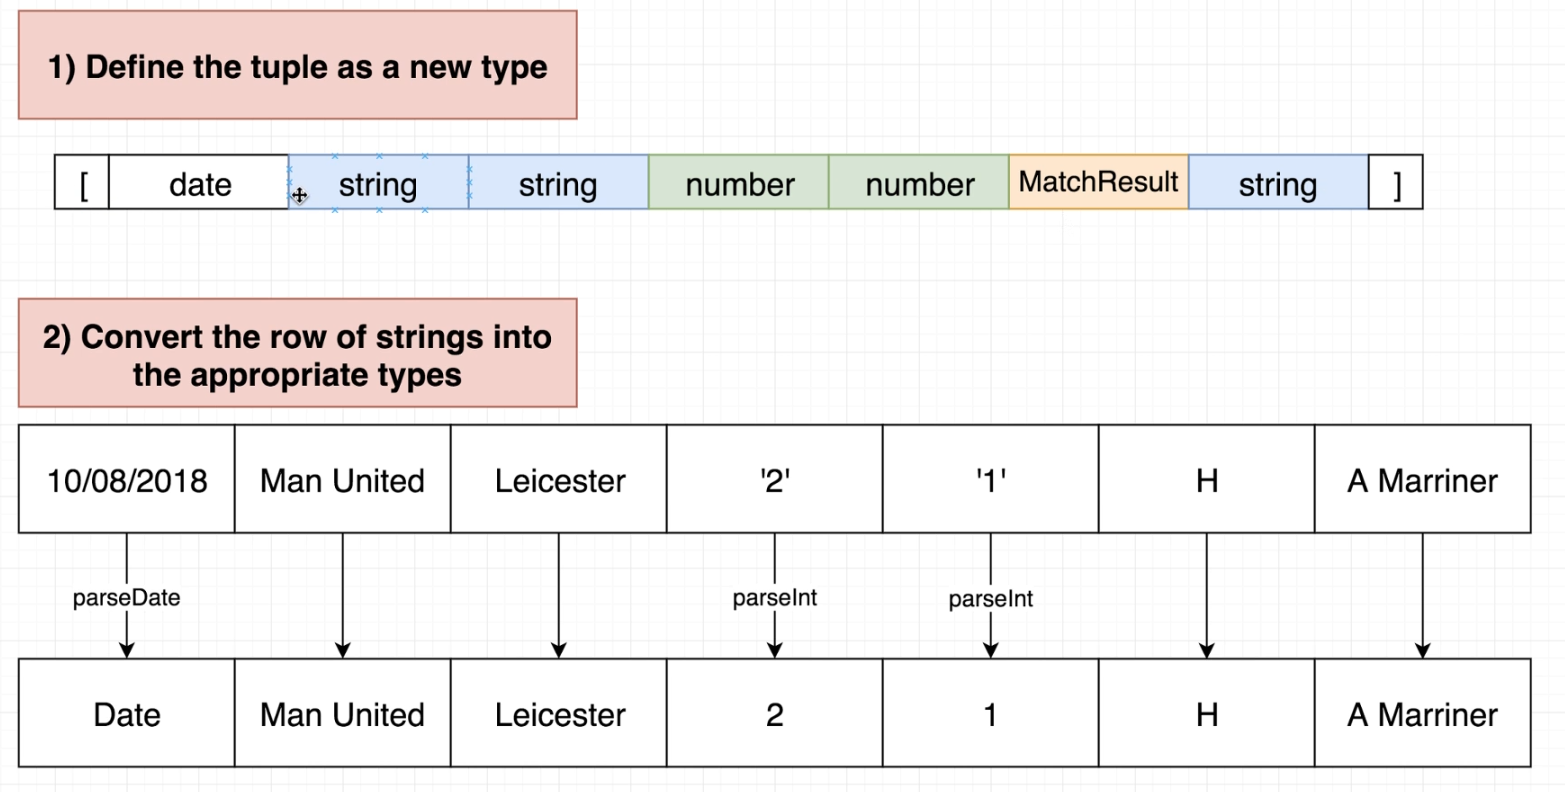 1) Define the tuple as a new type
[ date string string number number MatchResult string ]
2) Convert the row of strings into
the appropriate types
10/08/2018 Man United Leicester '2' '1' H A Marriner
parseDate parseInt parseInt
Date Man United Leicester 2 1 H A Marriner